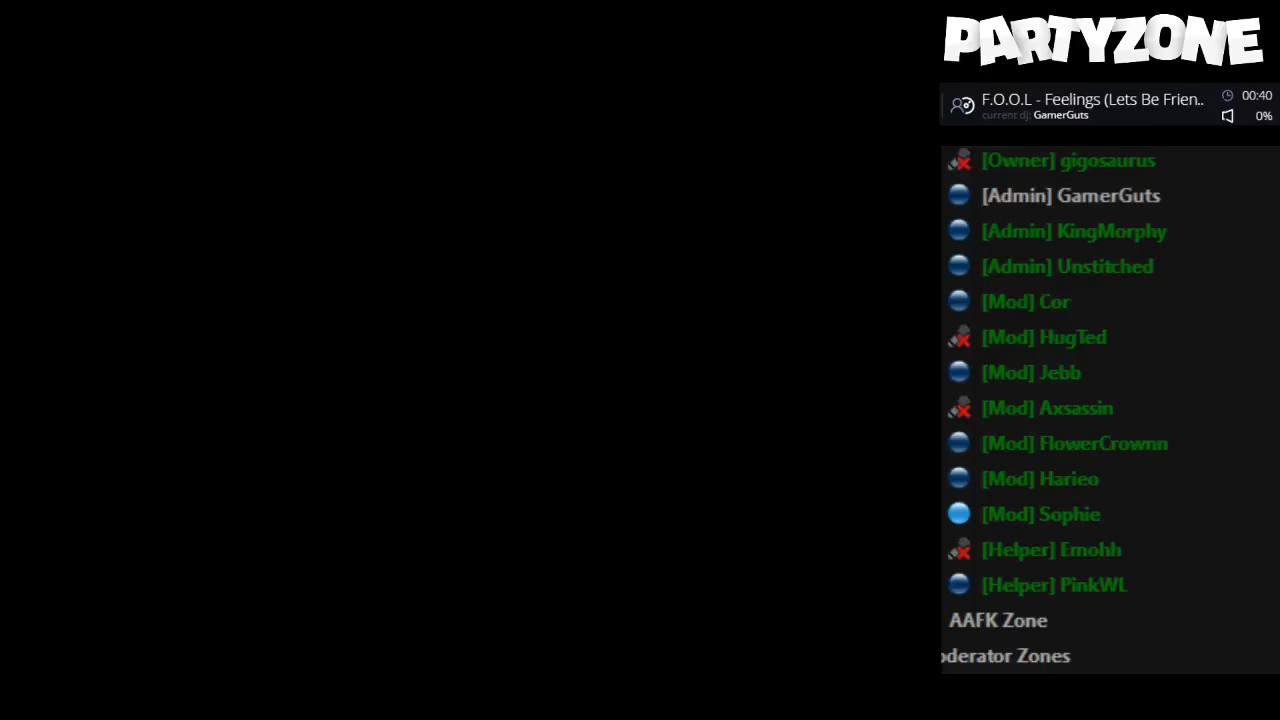 PARTYZONE
F.O.O.L - Feelings (Lets Be Frien..
00:40
current dj: GamerGuts
0%
[Owner] gigosaurus
[Admin] GamerGuts
[Admin] KingMorphy
[Admin] Unstitched
[Mod] Cor
[Mod] HugTed
[Mod] Jebb
[Mod] Axsassin
[Mod] FlowerCrownn
[Mod] Harieo
[Mod] Sophie
[Helper] Emohh
[Helper] PinkWL
AAFK Zone
oderator Zones